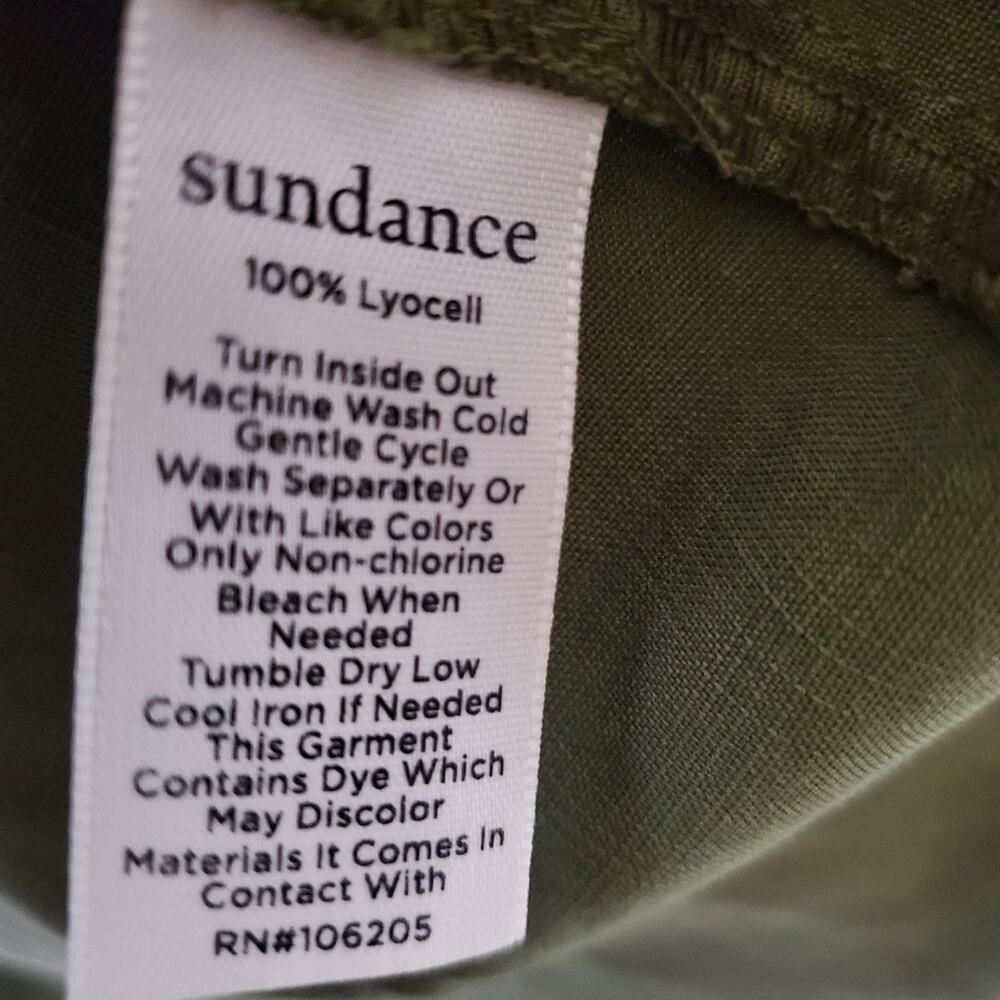 sundance
100% Lyocell
Turn Inside Out
Machine Wash Cold
Gentle Cycle
Wash Separately Or
With Like Colors
Only Non-chlorine
Bleach When
Needed
Tumble Dry Low
Cool Iron If Needed
This Garment
Contains Dye Which
May Discolor
Materials It Comes In
Contact With
RN#106205